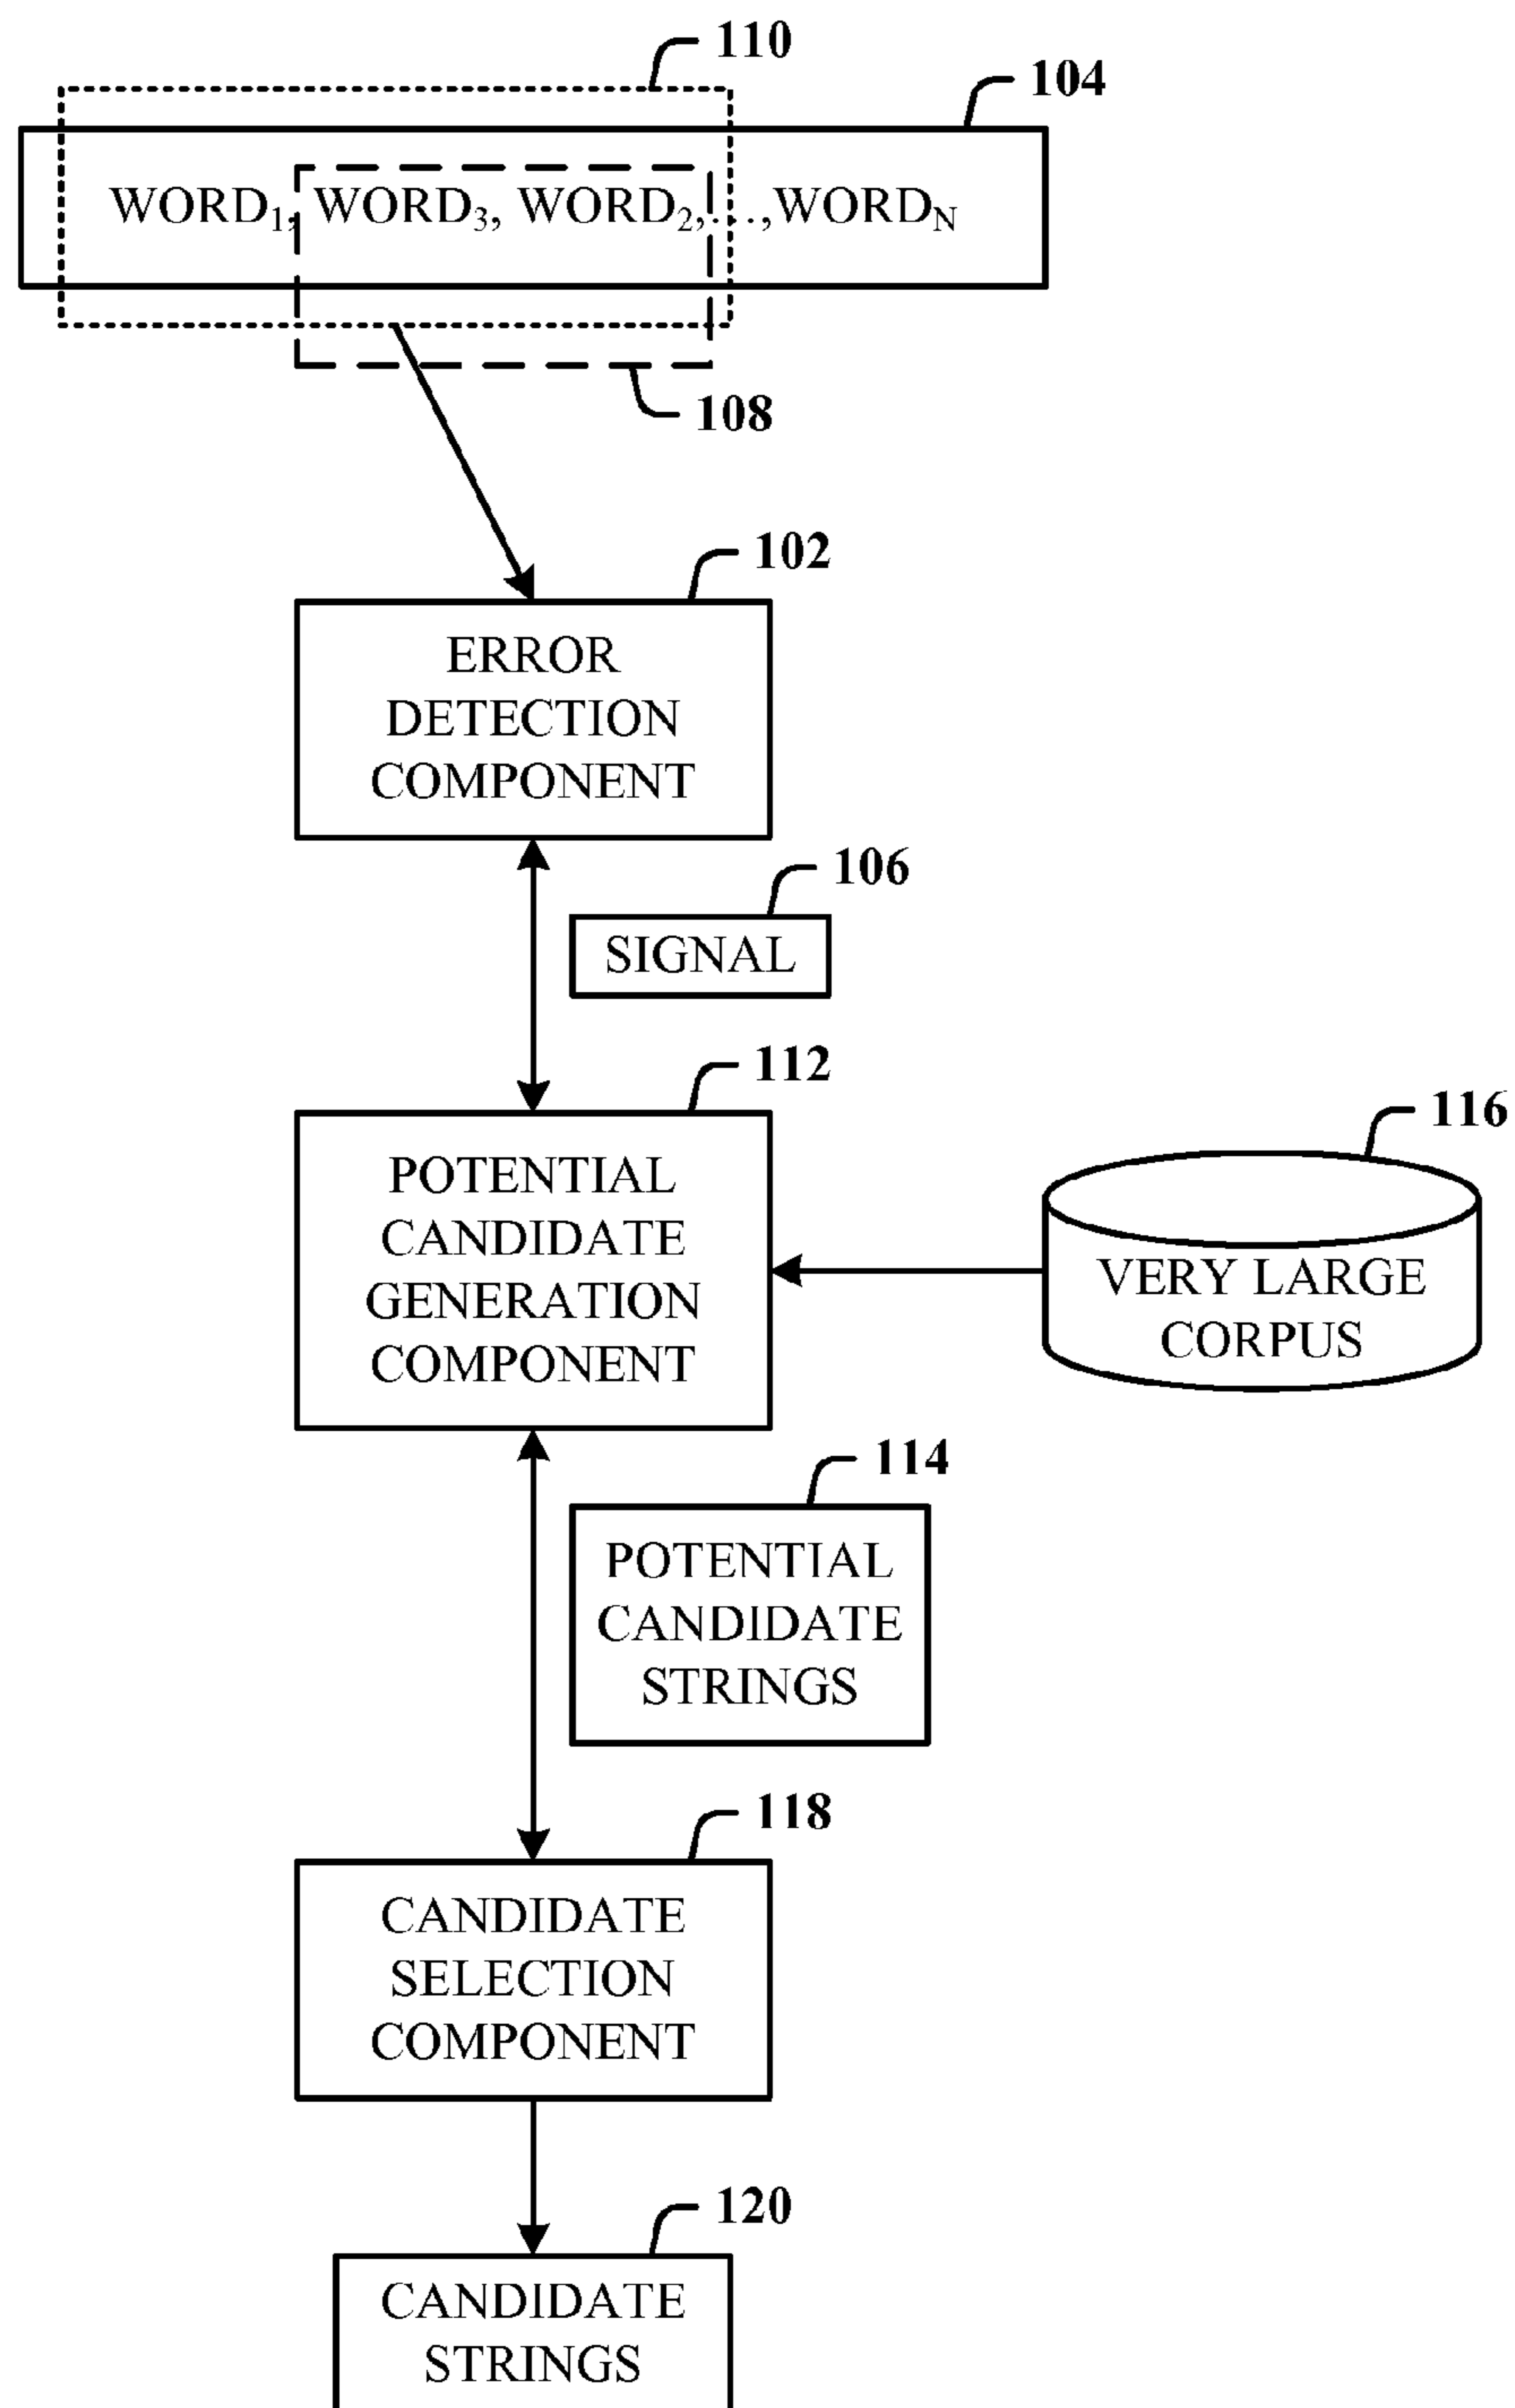 110
104
WORD₁, WORD₃, WORD₂,...,WORD_N
108
102
ERROR
DETECTION
COMPONENT
106
SIGNAL
112
POTENTIAL
CANDIDATE
GENERATION
COMPONENT
116
VERY LARGE
CORPUS
114
POTENTIAL
CANDIDATE
STRINGS
118
CANDIDATE
SELECTION
COMPONENT
120
CANDIDATE
STRINGS